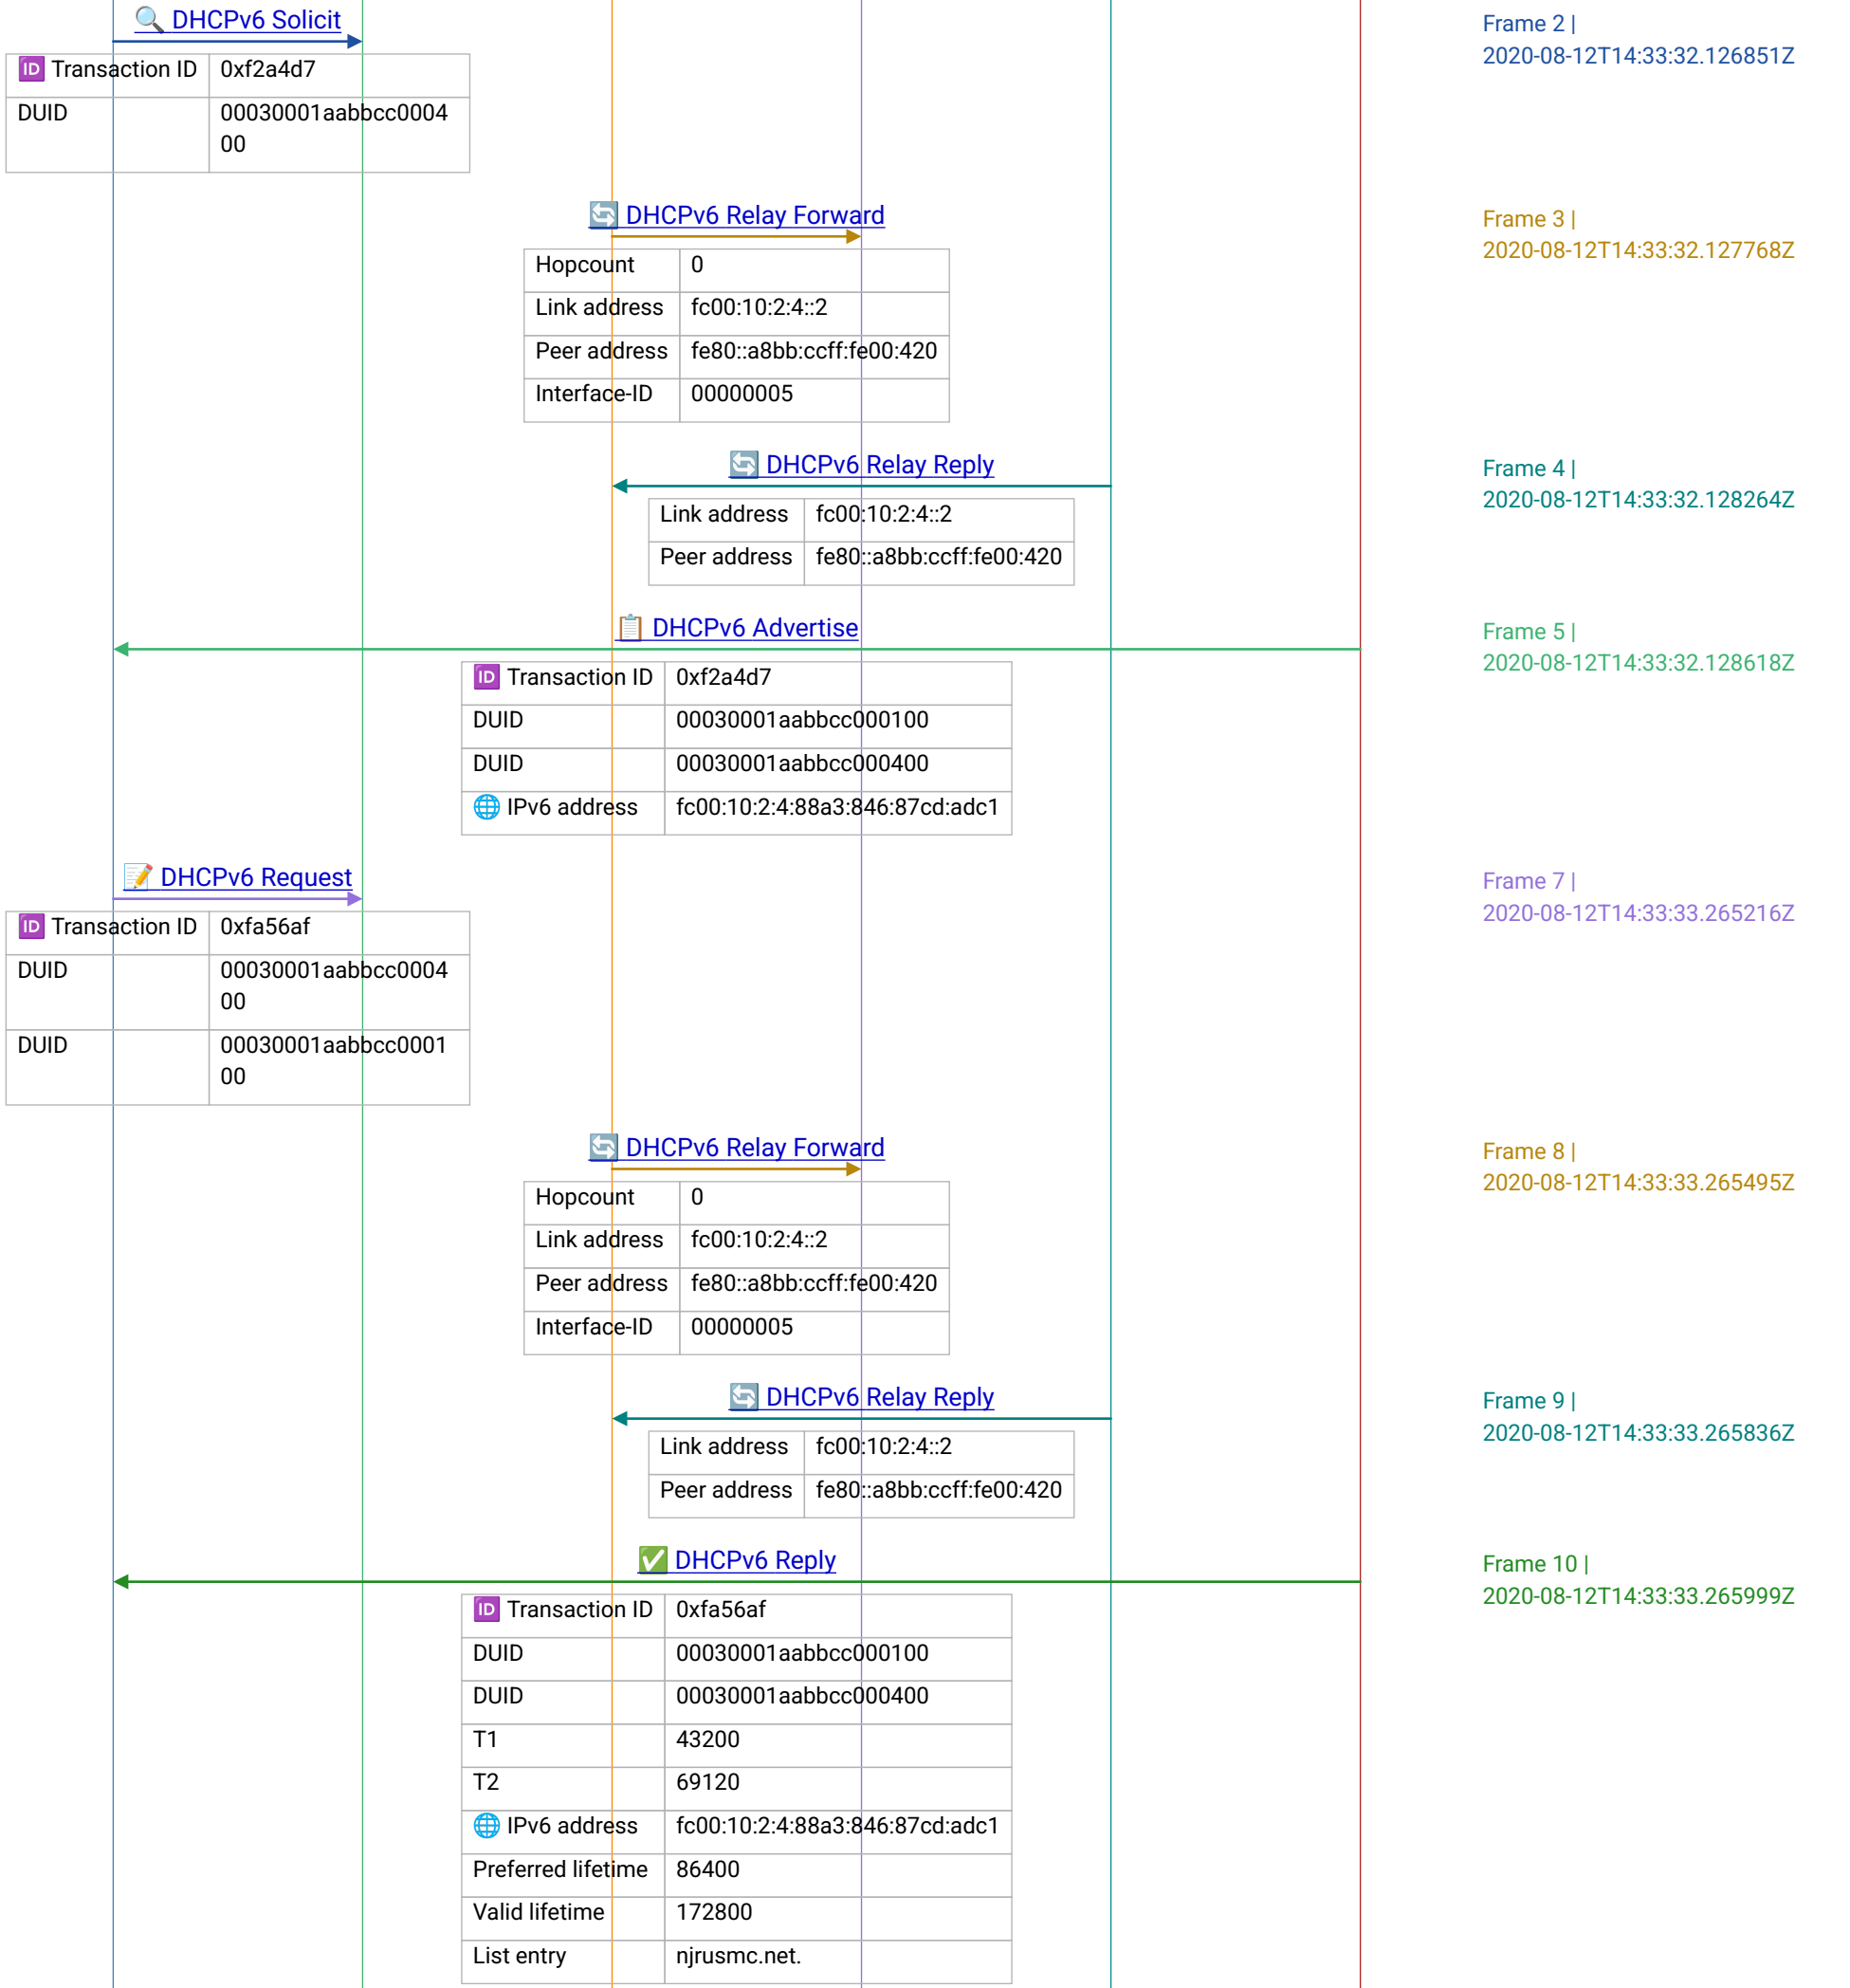 🔍 DHCPv6 Solicit
Frame 2 |
2020-08-12T14:33:32.126851Z
🆔 Transaction ID 0xf2a4d7
DUID 00030001aabbcc0004
00
🔄 DHCPv6 Relay Forward
Frame 3 |
2020-08-12T14:33:32.127768Z
Hopcount 0
Link address fc00:10:2:4::2
Peer address fe80::a8bb:ccff:fe00:420
Interface-ID 00000005
🔄 DHCPv6 Relay Reply
Frame 4 |
2020-08-12T14:33:32.128264Z
Link address fc00:10:2:4::2
Peer address fe80::a8bb:ccff:fe00:420
📋 DHCPv6 Advertise
Frame 5 |
2020-08-12T14:33:32.128618Z
🆔 Transaction ID 0xf2a4d7
DUID 00030001aabbcc000100
DUID 00030001aabbcc000400
🌐 IPv6 address fc00:10:2:4:88a3:846:87cd:adc1
📝 DHCPv6 Request
Frame 7 |
2020-08-12T14:33:33.265216Z
🆔 Transaction ID 0xfa56af
DUID 00030001aabbcc0004
00
DUID 00030001aabbcc0001
00
🔄 DHCPv6 Relay Forward
Frame 8 |
2020-08-12T14:33:33.265495Z
Hopcount 0
Link address fc00:10:2:4::2
Peer address fe80::a8bb:ccff:fe00:420
Interface-ID 00000005
🔄 DHCPv6 Relay Reply
Frame 9 |
2020-08-12T14:33:33.265836Z
Link address fc00:10:2:4::2
Peer address fe80::a8bb:ccff:fe00:420
✅ DHCPv6 Reply
Frame 10 |
2020-08-12T14:33:33.265999Z
🆔 Transaction ID 0xfa56af
DUID 00030001aabbcc000100
DUID 00030001aabbcc000400
T1 43200
T2 69120
🌐 IPv6 address fc00:10:2:4:88a3:846:87cd:adc1
Preferred lifetime 86400
Valid lifetime 172800
List entry njrusmc.net.